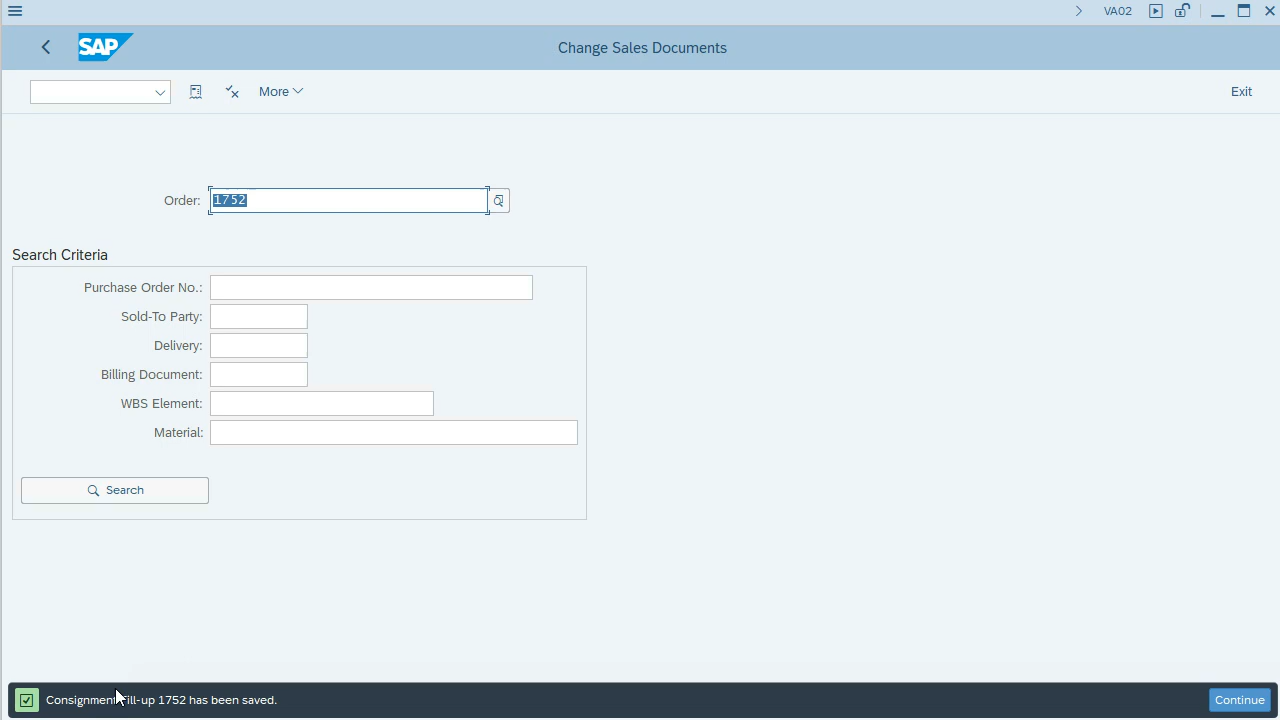 VA02
SAP
Change Sales Documents
More
Exit
Order: 1752
Search Criteria
Purchase Order No.:
Sold-To Party:
Delivery:
Billing Document:
WBS Element:
Material:
Search
Consignment Fill-up 1752 has been saved.
Continue